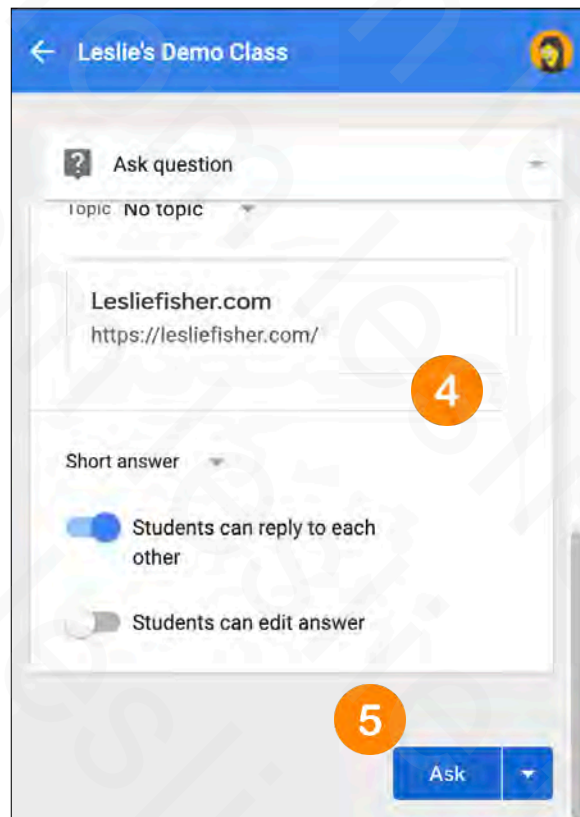 Leslie's Demo Class
Ask question
Topic No topic
Lesliefisher.com
https://lesliefisher.com/
4
Short answer
Students can reply to each
other
Students can edit answer
5
Ask